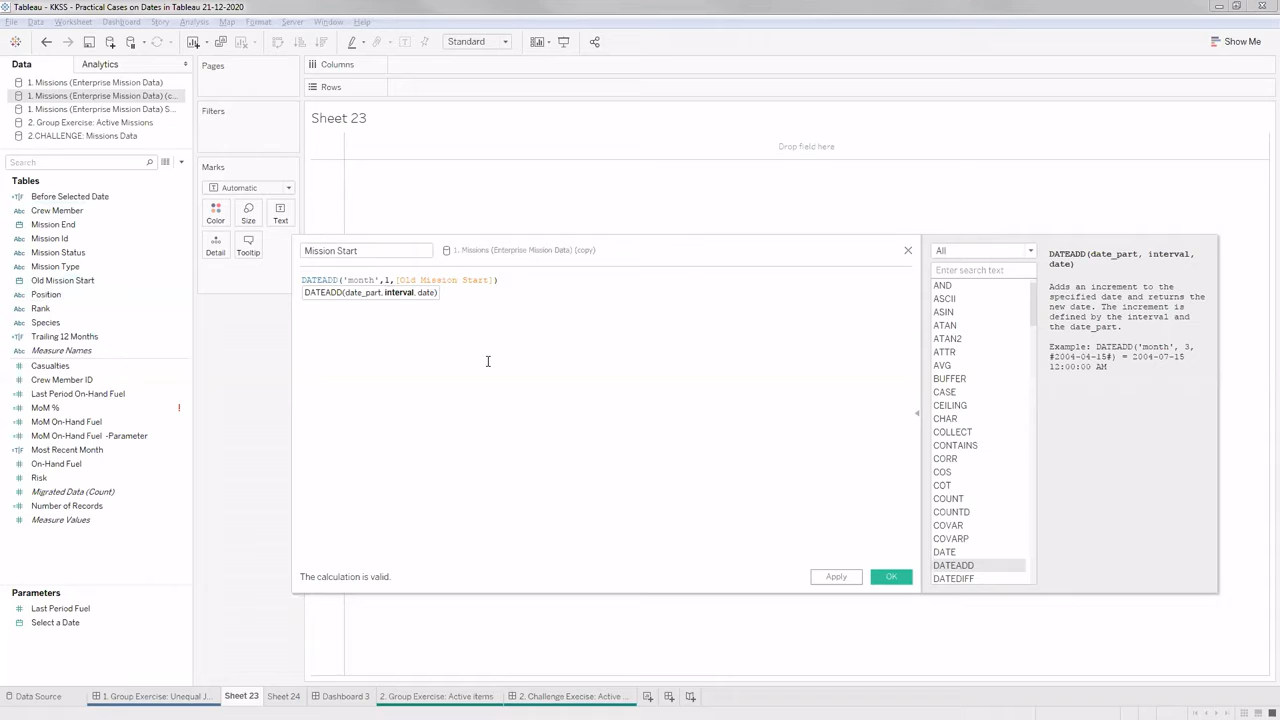 Tableau - KKSS - Practical Cases on Dates in Tableau 21-12-2020
File Data Worksheet Dashboard Story Analysis Map Format Server Window Help
Standard
Show Me
Data Analytics
1. Missions (Enterprise Mission Data)
1. Missions (Enterprise Mission Data) (c...
1. Missions (Enterprise Mission Data) S...
2. Group Exercise: Active Missions
2.CHALLENGE: Missions Data
Search
Tables
Before Selected Date
Abc Crew Member
Mission End
Abc Mission Id
Abc Mission Status
Abc Mission Type
Old Mission Start
Abc Position
Abc Rank
Abc Species
Abc Trailing 12 Months
Abc Measure Names
Casualties
Crew Member ID
Last Period On-Hand Fuel
MoM % !
MoM On-Hand Fuel
MoM On-Hand Fuel -Parameter
Most Recent Month
On-Hand Fuel
Risk
Migrated Data (Count)
Number of Records
Measure Values
Parameters
Last Period Fuel
Select a Date
Pages
Filters
Marks
Automatic
Color Size Text
Detail Tooltip
Columns
Rows
Sheet 23
Drop field here
Mission Start 1. Missions (Enterprise Mission Data) (copy)
DATEADD('month',1,[Old Mission Start])
DATEADD(date_part, interval, date)
The calculation is valid.
Apply OK
All
Enter search text
AND
ASCII
ASIN
ATAN
ATAN2
ATTR
AVG
BUFFER
CASE
CEILING
CHAR
COLLECT
CONTAINS
CORR
COS
COT
COUNT
COUNTD
COVAR
COVARP
DATE
DATEADD
DATEDIFF
DATEADD(date_part, interval,
date)
Adds an increment to the
specified date and returns the
new date. The increment is
defined by the interval and
the date_part.
Example: DATEADD('month', 3,
#2004-04-15#) = 2004-07-15
12:00:00 AM
Data Source 1. Group Exercise: Unequal J... Sheet 23 Sheet 24 Dashboard 3 2. Group Exercise: Active items 2. Challenge Execise: Active ...